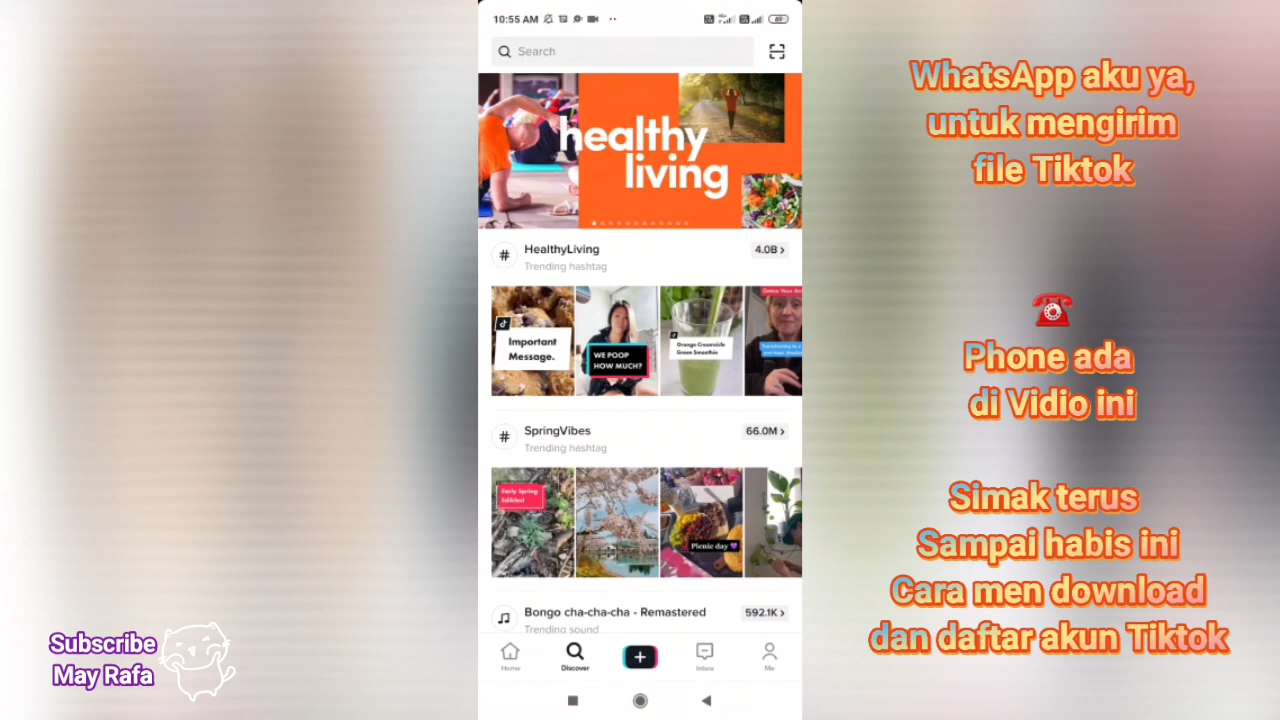 10:55 AM
Search
healthy
living
HealthyLiving
4.0B >
Trending hashtag
Important
Message.
WE POOP
HOW MUCH?
Orange Creamside
Green Smoothie
SpringVibes
66.0M >
Trending hashtag
Early Spring
Edibles!
Picnic day 💜
Bongo cha-cha-cha - Remastered
592.1K >
Trending sound
Home
Discover
Inbox
Me
WhatsApp aku ya,
untuk mengirim
file Tiktok
☎️
Phone ada
di Vidio ini
Simak terus
Sampai habis ini
Cara men download
dan daftar akun Tiktok
Subscribe
May Rafa